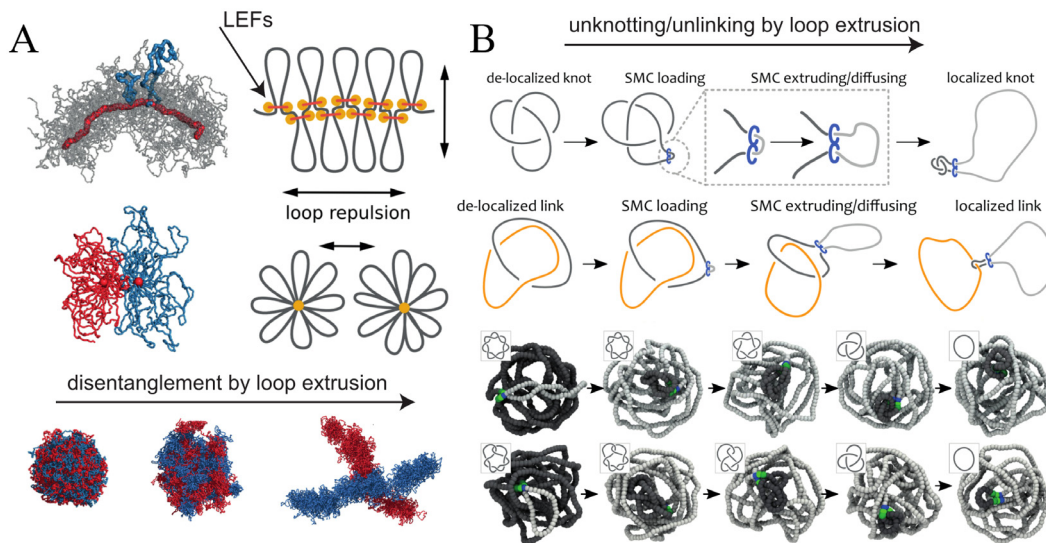 A
LEFs
loop repulsion
disentanglement by loop extrusion
B
unknotting/unlinking by loop extrusion
de-localized knot
SMC loading
SMC extruding/diffusing
localized knot
de-localized link
SMC loading
SMC extruding/diffusing
localized link